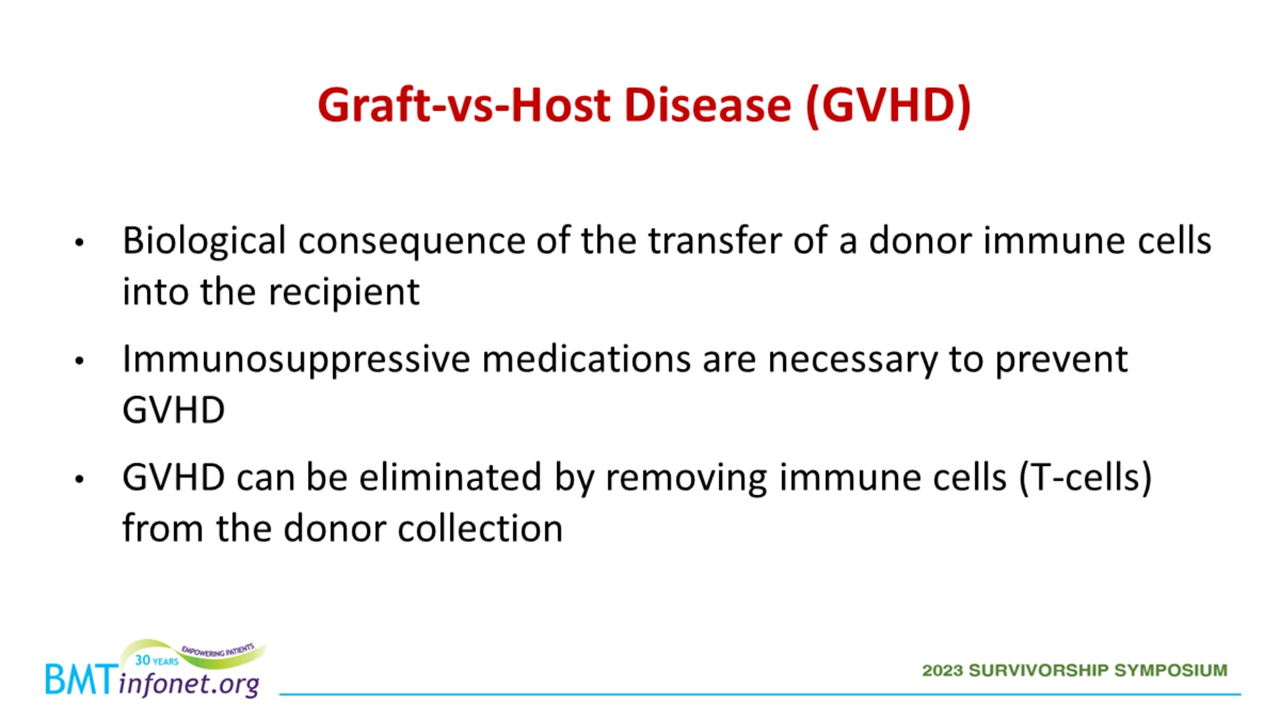 Graft-vs-Host Disease (GVHD)
• Biological consequence of the transfer of a donor immune cells
into the recipient
• Immunosuppressive medications are necessary to prevent
GVHD
• GVHD can be eliminated by removing immune cells (T-cells)
from the donor collection
30 YEARS
EMPOWERING PATIENTS
BMTinfonet.org
2023 SURVIVORSHIP SYMPOSIUM